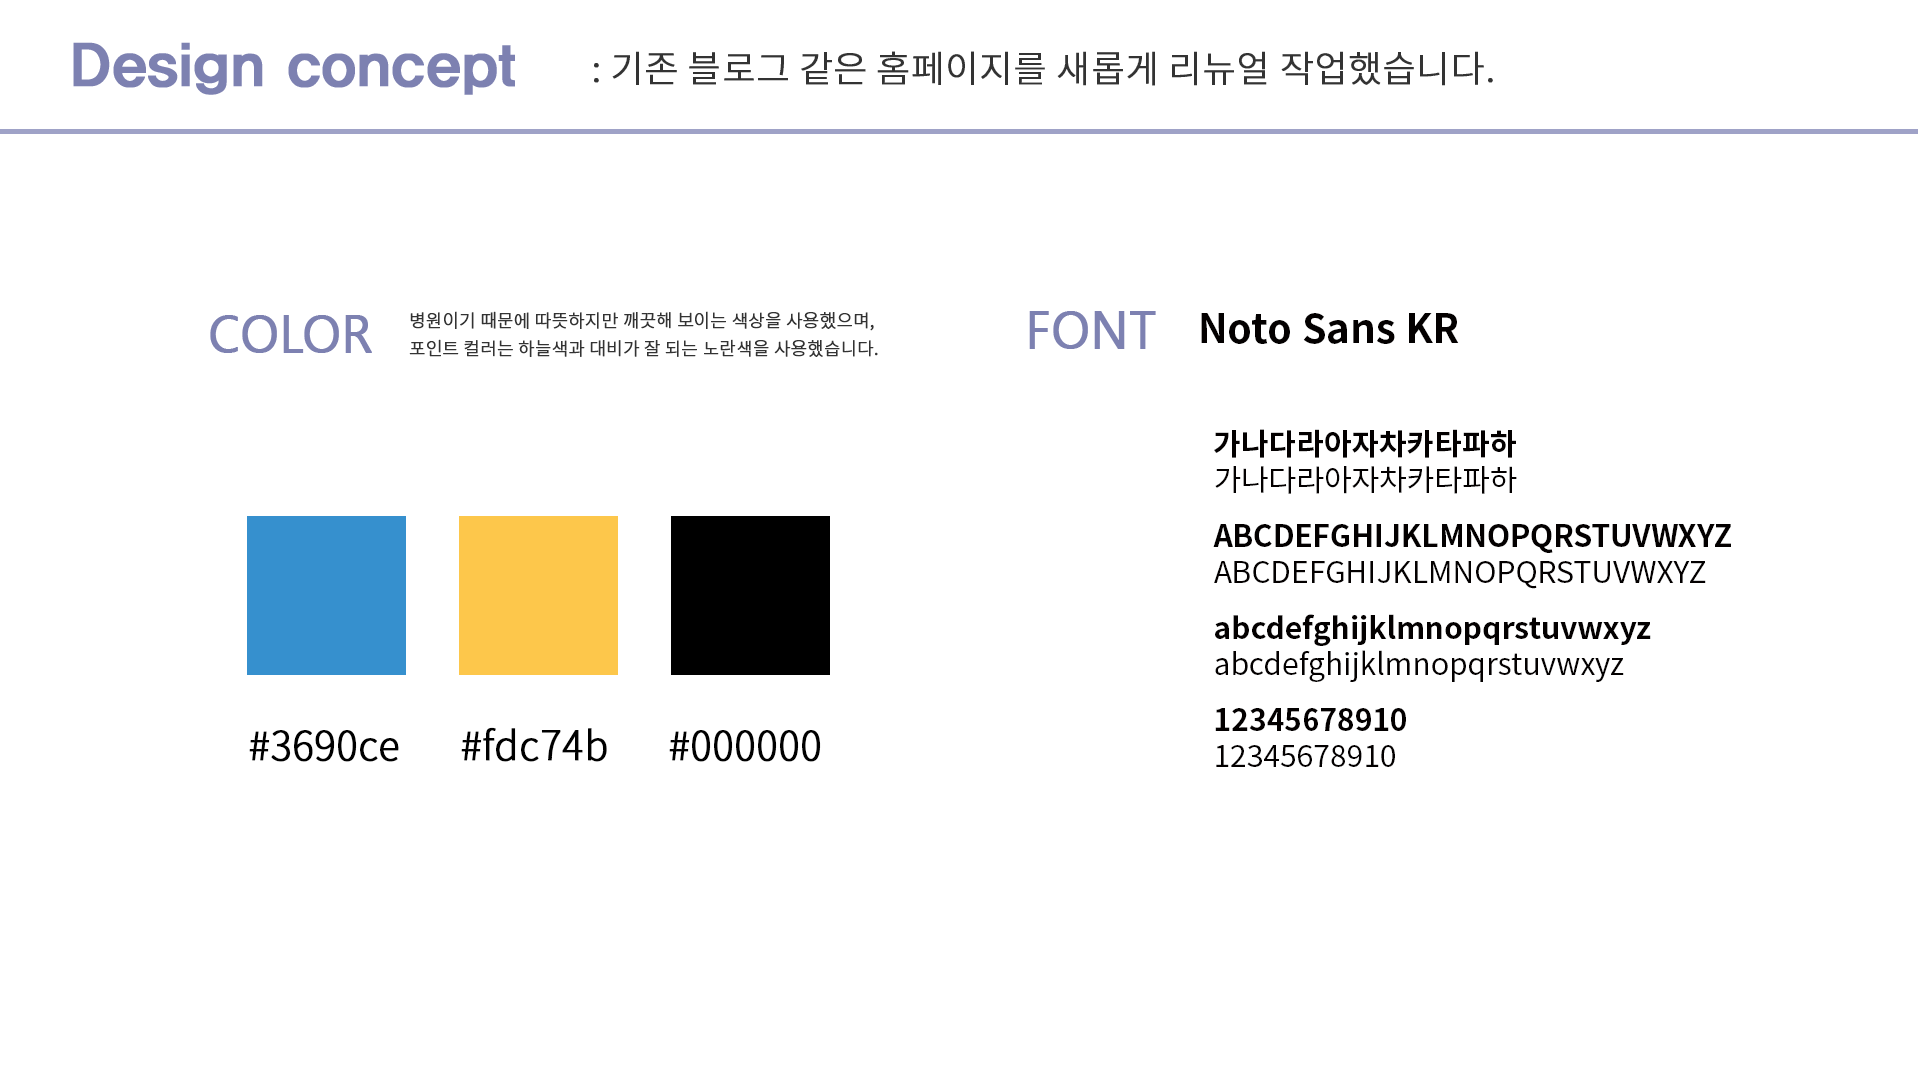 Design concept : 기존 블로그 같은 홈페이지를 새롭게 리뉴얼 작업했습니다.
COLOR
병원이기 때문에 따뜻하지만 깨끗해 보이는 색상을 사용했으며,
포인트 컬러는 하늘색과 대비가 잘 되는 노란색을 사용했습니다.
#3690ce #fdc74b #000000
FONT Noto Sans KR
가나다라아자차카타파하
가나다라아자차카타파하
ABCDEFGHIJKLMNOPQRSTUVWXYZ
ABCDEFGHIJKLMNOPQRSTUVWXYZ
abcdefghijklmnopqrstuvwxyz
abcdefghijklmnopqrstuvwxyz
12345678910
12345678910